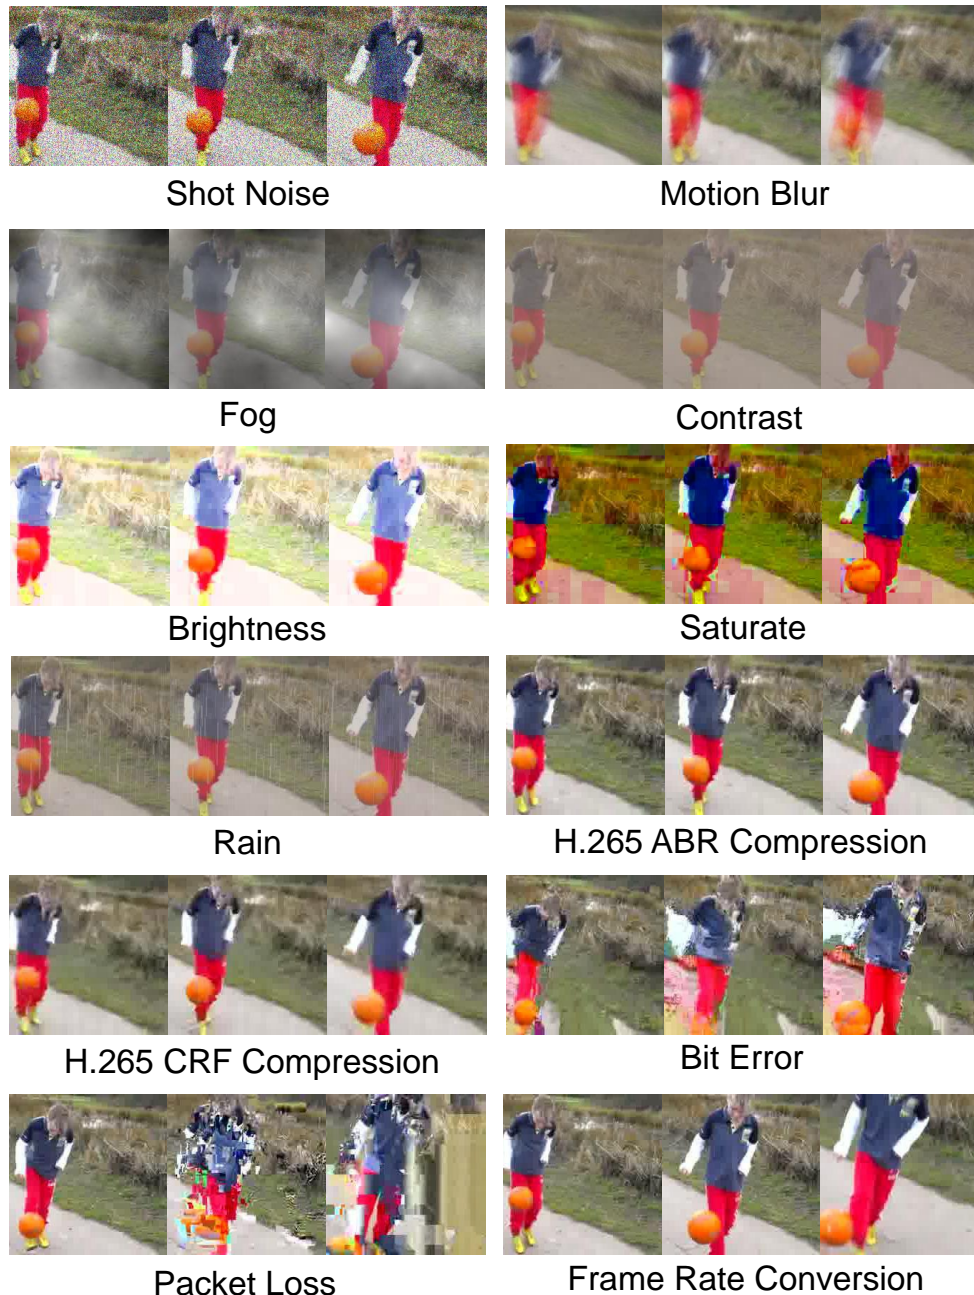 Shot Noise
Motion Blur
Fog
Contrast
Brightness
Saturate
Rain
H.265 ABR Compression
H.265 CRF Compression
Bit Error
Packet Loss
Frame Rate Conversion